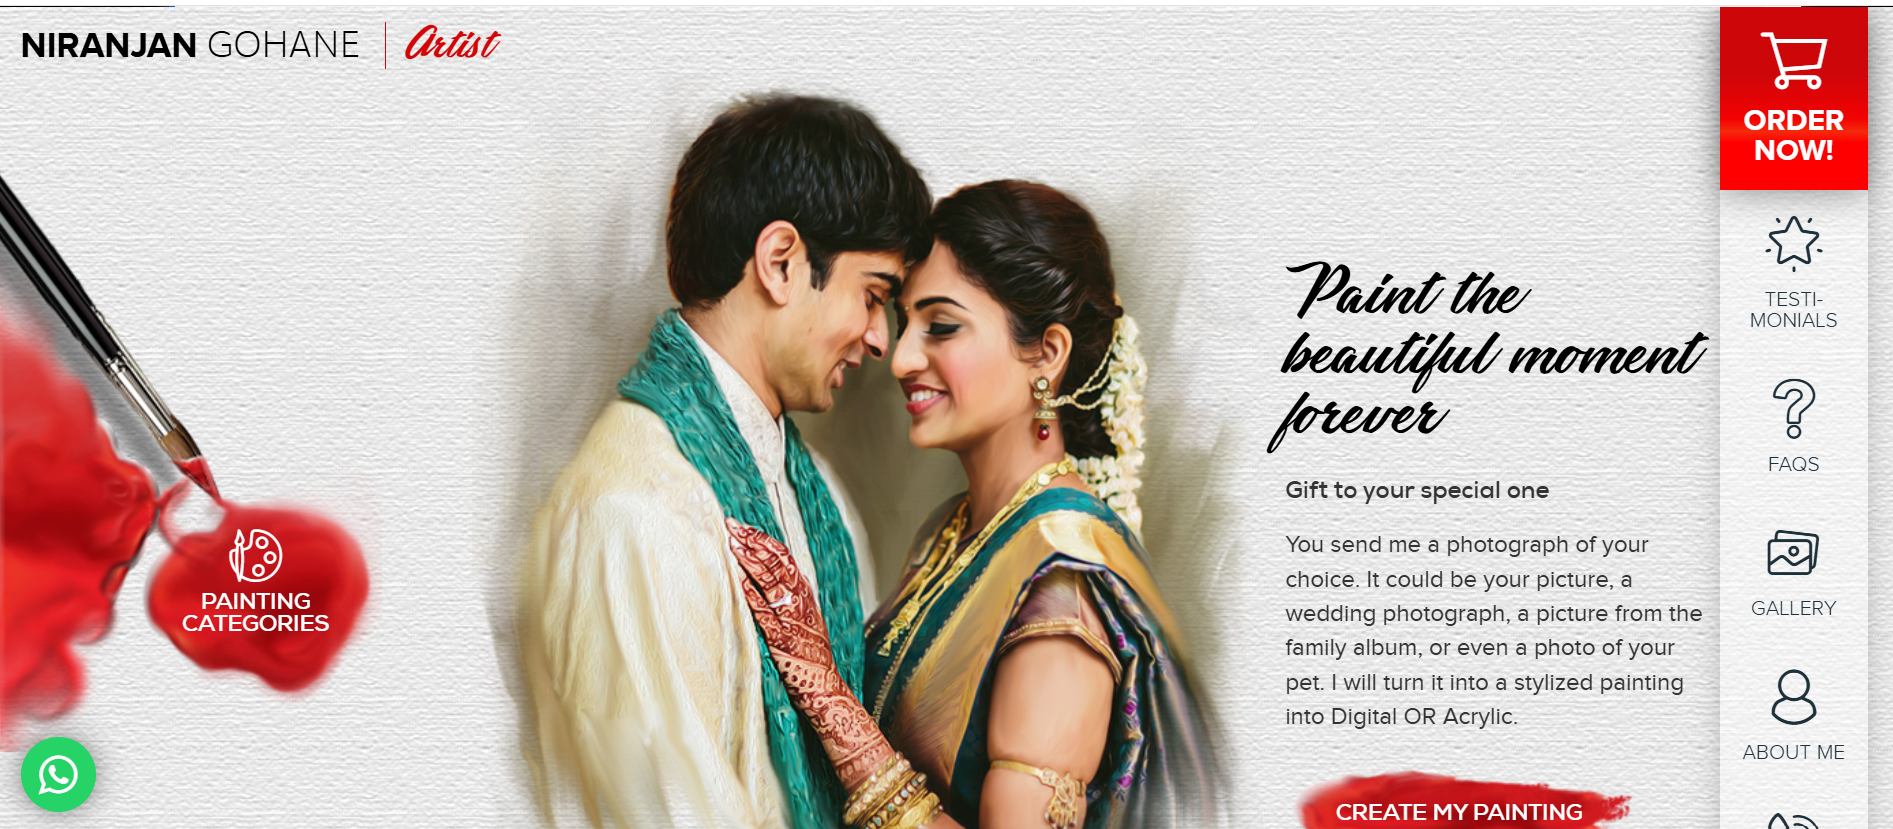 NIRANJAN GOHANE Artist
ORDER
NOW!
TESTI-
MONIALS
FAQS
GALLERY
ABOUT ME
PAINTING
CATEGORIES
Paint the
beautiful moment
forever
Gift to your special one
You send me a photograph of your
choice. It could be your picture, a
wedding photograph, a picture from the
family album, or even a photo of your
pet. I will turn it into a stylized painting
into Digital OR Acrylic.
CREATE MY PAINTING